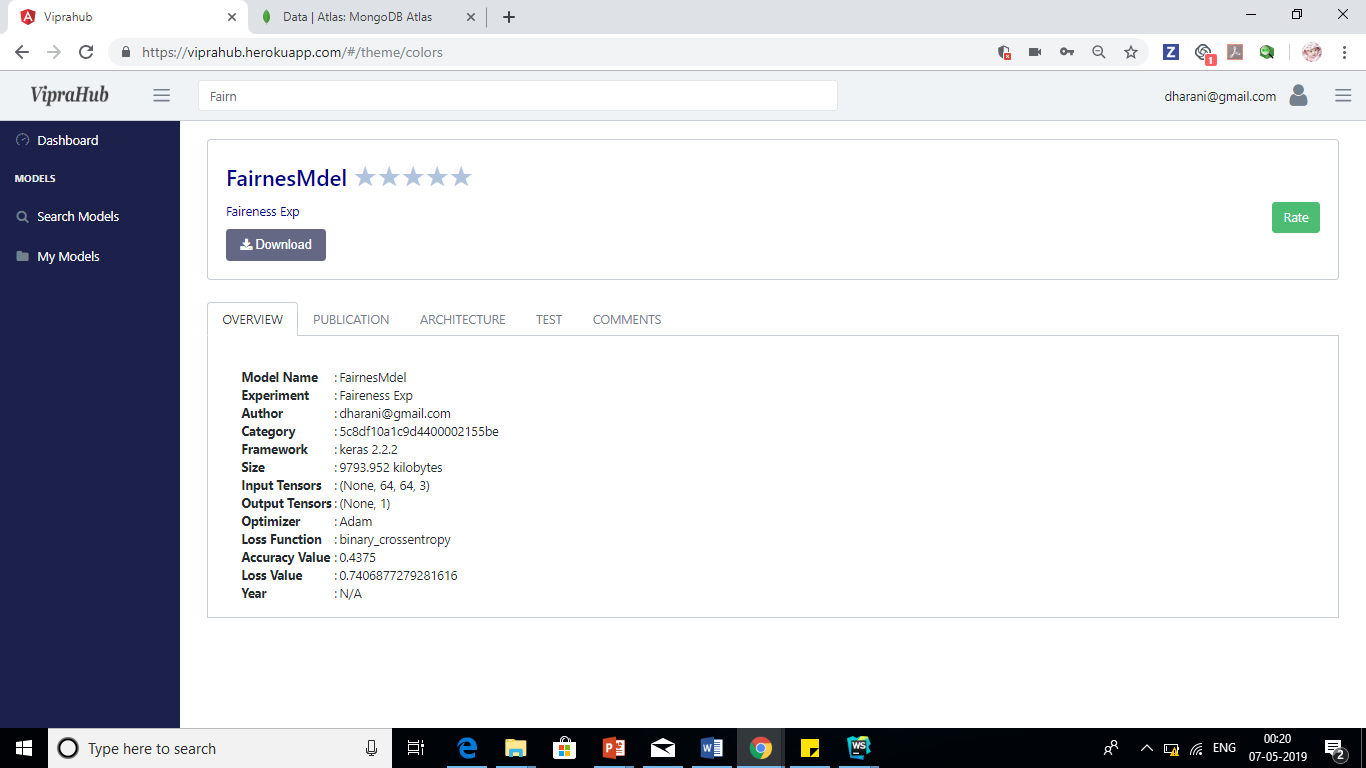 Viprahub
Data | Atlas: MongoDB Atlas
https://viprahub.herokuapp.com/#/theme/colors
Z
1
VipraHub
Fairn
dharani@gmail.com
Dashboard
MODELS
Search Models
My Models
FairnesMdel
Faireness Exp
Download
Rate
OVERVIEW PUBLICATION ARCHITECTURE TEST COMMENTS
Model Name : FairnesMdel
Experiment : Faireness Exp
Author : dharani@gmail.com
Category : 5c8df10a1c9d4400002155be
Framework : keras 2.2.2
Size : 9793.952 kilobytes
Input Tensors : (None, 64, 64, 3)
Output Tensors : (None, 1)
Optimizer : Adam
Loss Function : binary_crossentropy
Accuracy Value : 0.4375
Loss Value : 0.7406877279281616
Year : N/A
Type here to search
ENG
00:20
07-05-2019
2